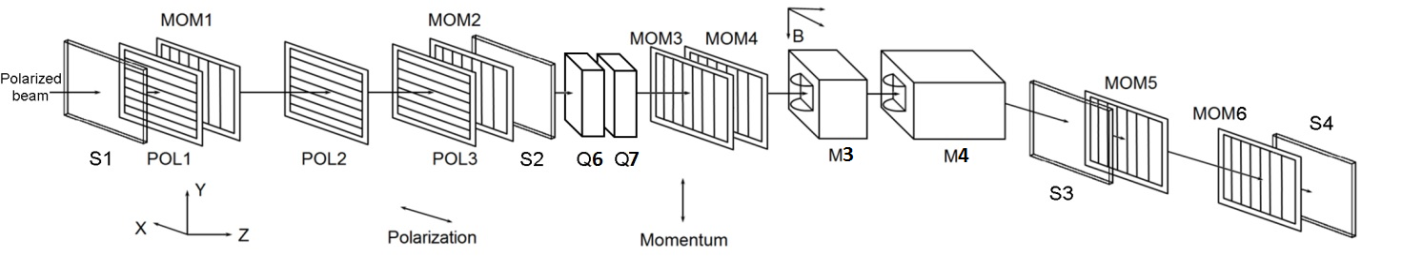 MOM1
MOM2
MOM3 MOM4
B
MOM5
MOM6
S4
Polarized
beam
S1
POL1
POL2
POL3
S2
Q6
Q7
M3
M4
S3
Y
X
Z
Polarization
Momentum